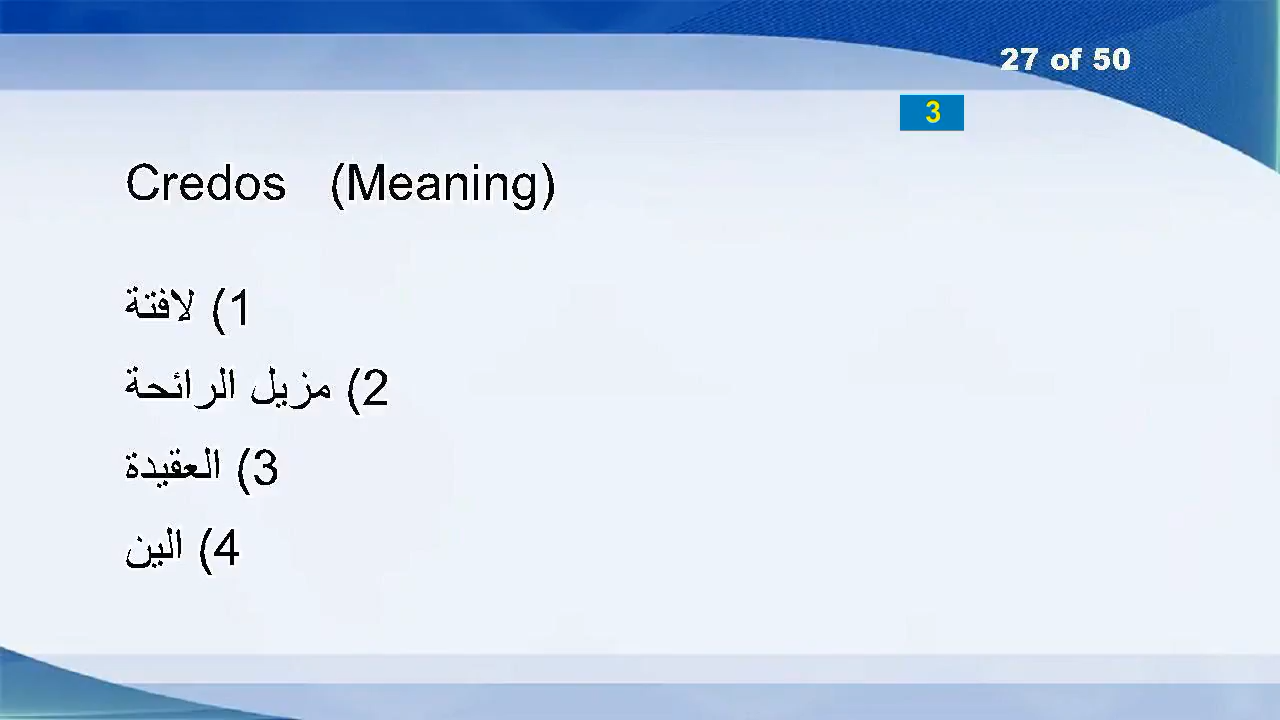 27 of 50
3
Credos (Meaning)
1) لافتة
2) مزيل الرائحة
3) العقيدة
4) الين